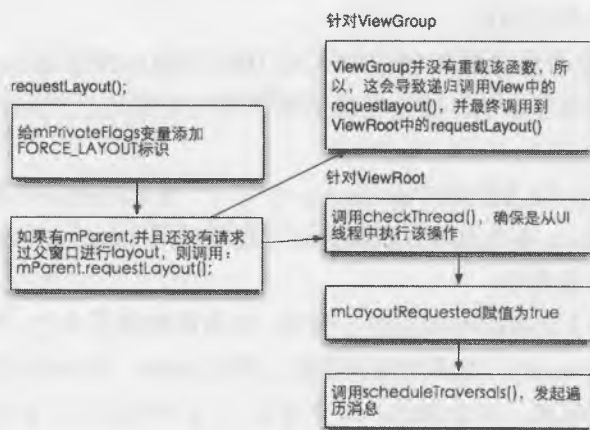 针对ViewGroup
ViewGroup并没有重载该函数，所
以，这会导致递归调用View中的
requestlayout()，并最终调用到
ViewRoot中的requestLayout()
requestLayout();
给mPrivateFlags变量添加
FORCE_LAYOUT标识
如果有mParent,并且还没有请求
过父窗口进行layout，则调用：
mParent.requestLayout();
针对ViewRoot
调用checkThread()，确保是从UI
线程中执行该操作
mLayoutRequested赋值为true
调用scheduleTraversals()，发起遍
历消息